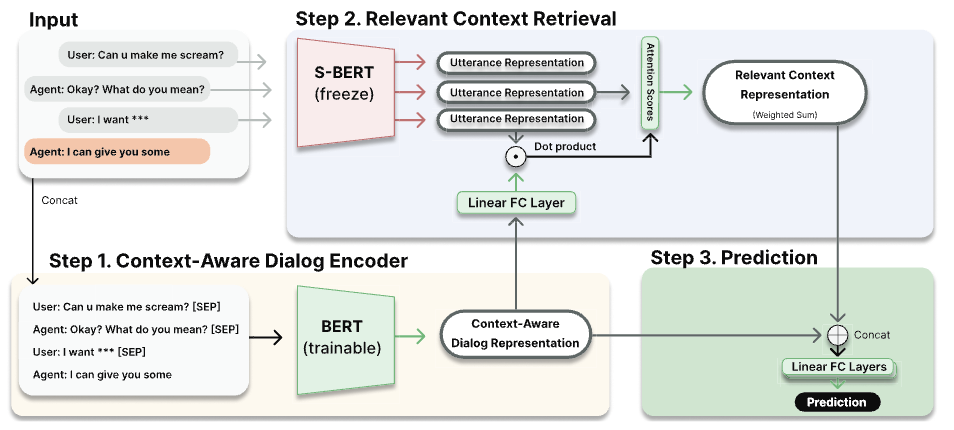 Input
Step 2. Relevant Context Retrieval
User: Can u make me scream?
Agent: Okay? What do you mean?
User: I want ***
Agent: I can give you some
S-BERT
(freeze)
Utterance Representation
Utterance Representation
Utterance Representation
Attention Scores
Relevant Context
Representation
(Weighted Sum)
Dot product
Linear FC Layer
Concat
Step 1. Context-Aware Dialog Encoder
User: Can u make me scream? [SEP]
Agent: Okay? What do you mean? [SEP]
User: I want *** [SEP]
Agent: I can give you some
BERT
(trainable)
Context-Aware
Dialog Representation
Step 3. Prediction
Concat
Linear FC Layers
Prediction